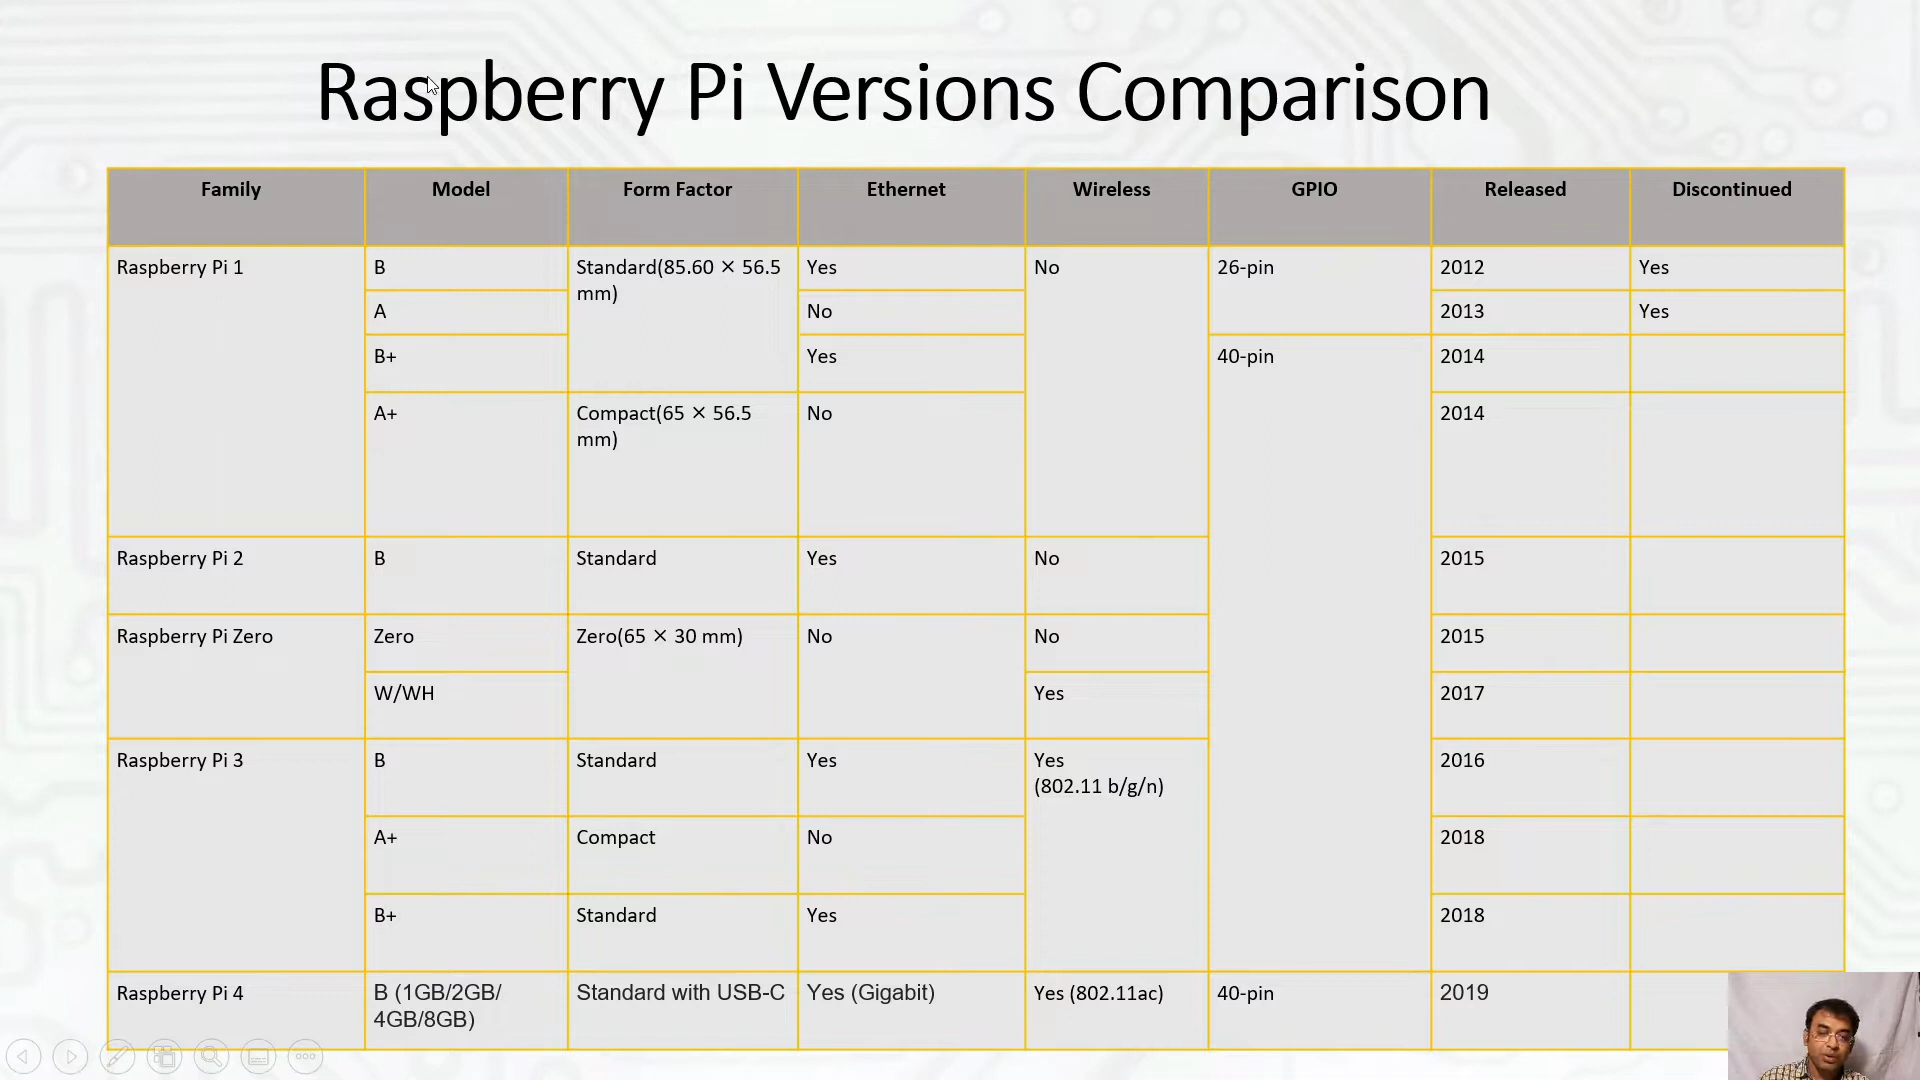 Raspberry Pi Versions Comparison
Family Model Form Factor Ethernet Wireless GPIO Released Discontinued
Raspberry Pi 1 B Standard(85.60 × 56.5 Yes No 26-pin 2012 Yes
mm)
A No 2013 Yes
B+ Yes 40-pin 2014
A+ Compact(65 × 56.5 No 2014
mm)
Raspberry Pi 2 B Standard Yes No 2015
Raspberry Pi Zero Zero Zero(65 × 30 mm) No No 2015
W/WH Yes 2017
Raspberry Pi 3 B Standard Yes Yes 2016
(802.11 b/g/n)
A+ Compact No 2018
B+ Standard Yes 2018
Raspberry Pi 4 B (1GB/2GB/ Standard with USB-C Yes (Gigabit) Yes (802.11ac) 40-pin 2019
4GB/8GB)